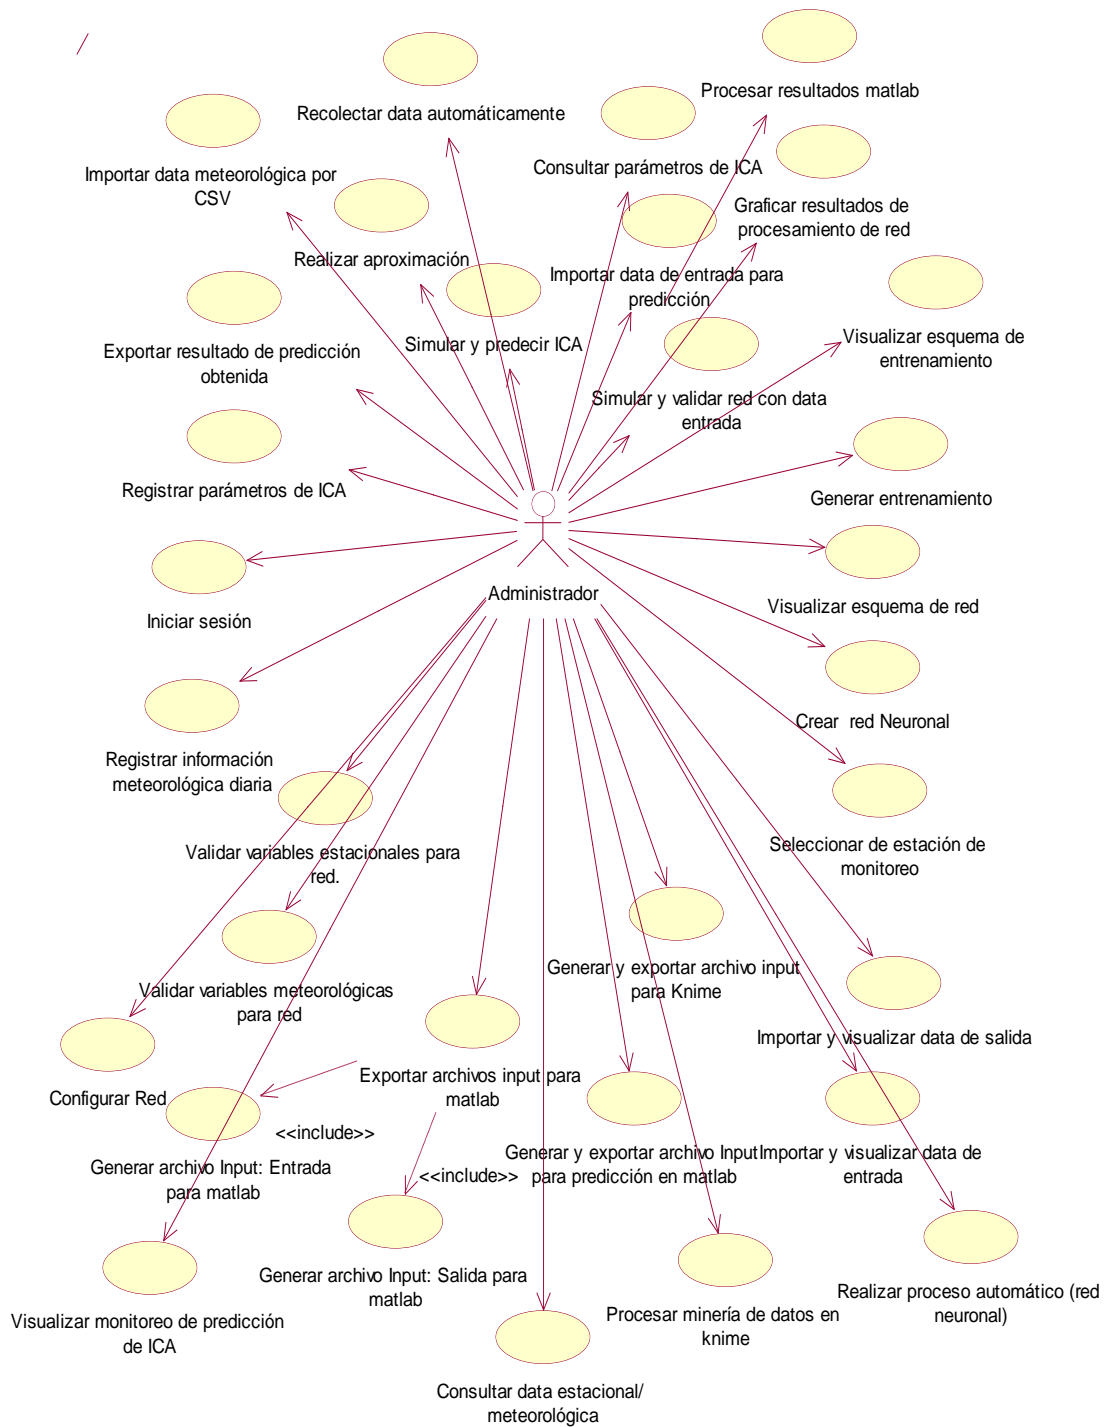 Procesar resultados matlab
Recolectar data automáticamente
Consultar parámetros de ICA
Importar data meteorológica por
CSV
Graficar resultados de
procesamiento de red
Realizar aproximación
Importar data de entrada para
predicción
Visualizar esquema de
entrenamiento
Exportar resultado de predicción
obtenida
Simular y predecir ICA
Simular y validar red con data
entrada
Registrar parámetros de ICA
Generar entrenamiento
Iniciar sesión
Administrador
Visualizar esquema de red
Crear red Neuronal
Registrar información
meteorológica diaria
Seleccionar de estación de
monitoreo
Validar variables estacionales para
red.
Generar y exportar archivo input
para Knime
Validar variables meteorológicas
para red
Importar y visualizar data de salida
Configurar Red
Exportar archivos input para
matlab
<<include>>
Generar archivo Input: Entrada
para matlab
<<include>>
Generar y exportar archivo Input
para predicción en matlab
Importar y visualizar data de
entrada
Generar archivo Input: Salida para
matlab
Realizar proceso automático (red
neuronal)
Visualizar monitoreo de predicción
de ICA
Procesar minería de datos en
knime
Consultar data estacional/
meteorológica